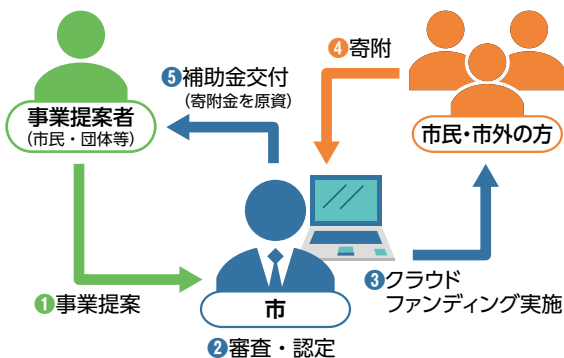 ❹寄附
❺補助金交付
(寄附金を原資)
事業提案者
(市民・団体等)
市民・市外の方
❸クラウド
ファンディング実施
❶事業提案
市
❷審査・認定